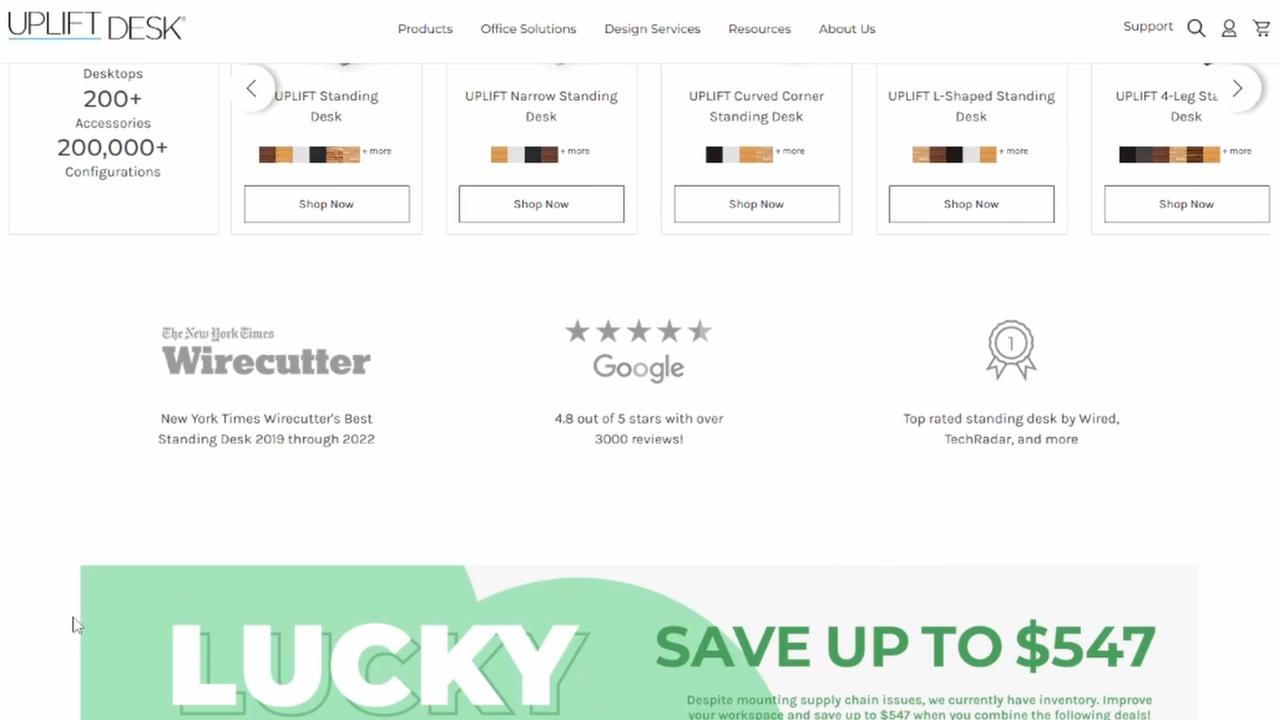 UPLIFT DESK®
Products
Office Solutions
Design Services
Resources
About Us
Support
Desktops
200+
Accessories
200,000+
Configurations
UPLIFT Standing
Desk
+ more
Shop Now
UPLIFT Narrow Standing
Desk
+ more
Shop Now
UPLIFT Curved Corner
Standing Desk
+ more
Shop Now
UPLIFT L-Shaped Standing
Desk
+ more
Shop Now
UPLIFT 4-Leg
Desk
+ more
Shop Now
The New York Times
Wirecutter
New York Times Wirecutter's Best
Standing Desk 2019 through 2022
Google
4.8 out of 5 stars with over
3000 reviews!
1
Top rated standing desk by Wired,
TechRadar, and more
LUCKY
SAVE UP TO $547
Despite mounting supply chain issues, we currently have inventory. Improve
your workspace and save up to $547 when you combine the following deals!